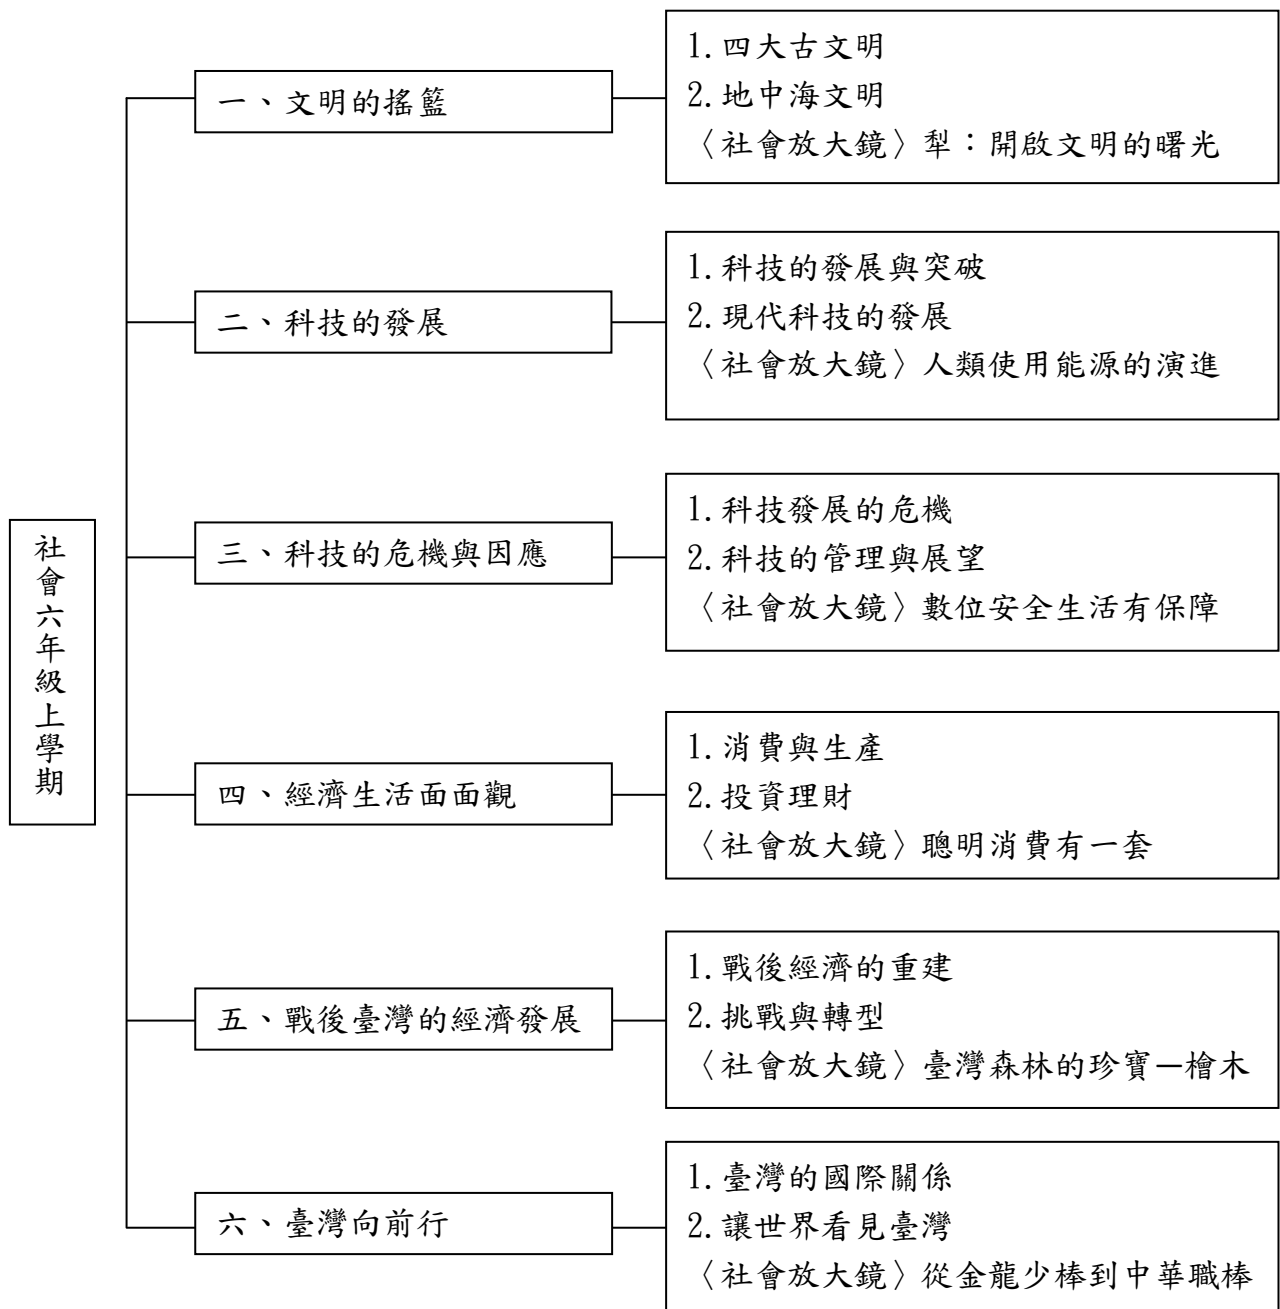 社會六年級上學期
一、文明的搖籃
1.四大古文明
2.地中海文明
〈社會放大鏡〉犁：開啟文明的曙光
二、科技的發展
1.科技的發展與突破
2.現代科技的發展
〈社會放大鏡〉人類使用能源的演進
三、科技的危機與因應
1.科技發展的危機
2.科技的管理與展望
〈社會放大鏡〉數位安全生活有保障
四、經濟生活面面觀
1.消費與生產
2.投資理財
〈社會放大鏡〉聰明消費有一套
五、戰後臺灣的經濟發展
1.戰後經濟的重建
2.挑戰與轉型
〈社會放大鏡〉臺灣森林的珍寶—檜木
六、臺灣向前行
1.臺灣的國際關係
2.讓世界看見臺灣
〈社會放大鏡〉從金龍少棒到中華職棒